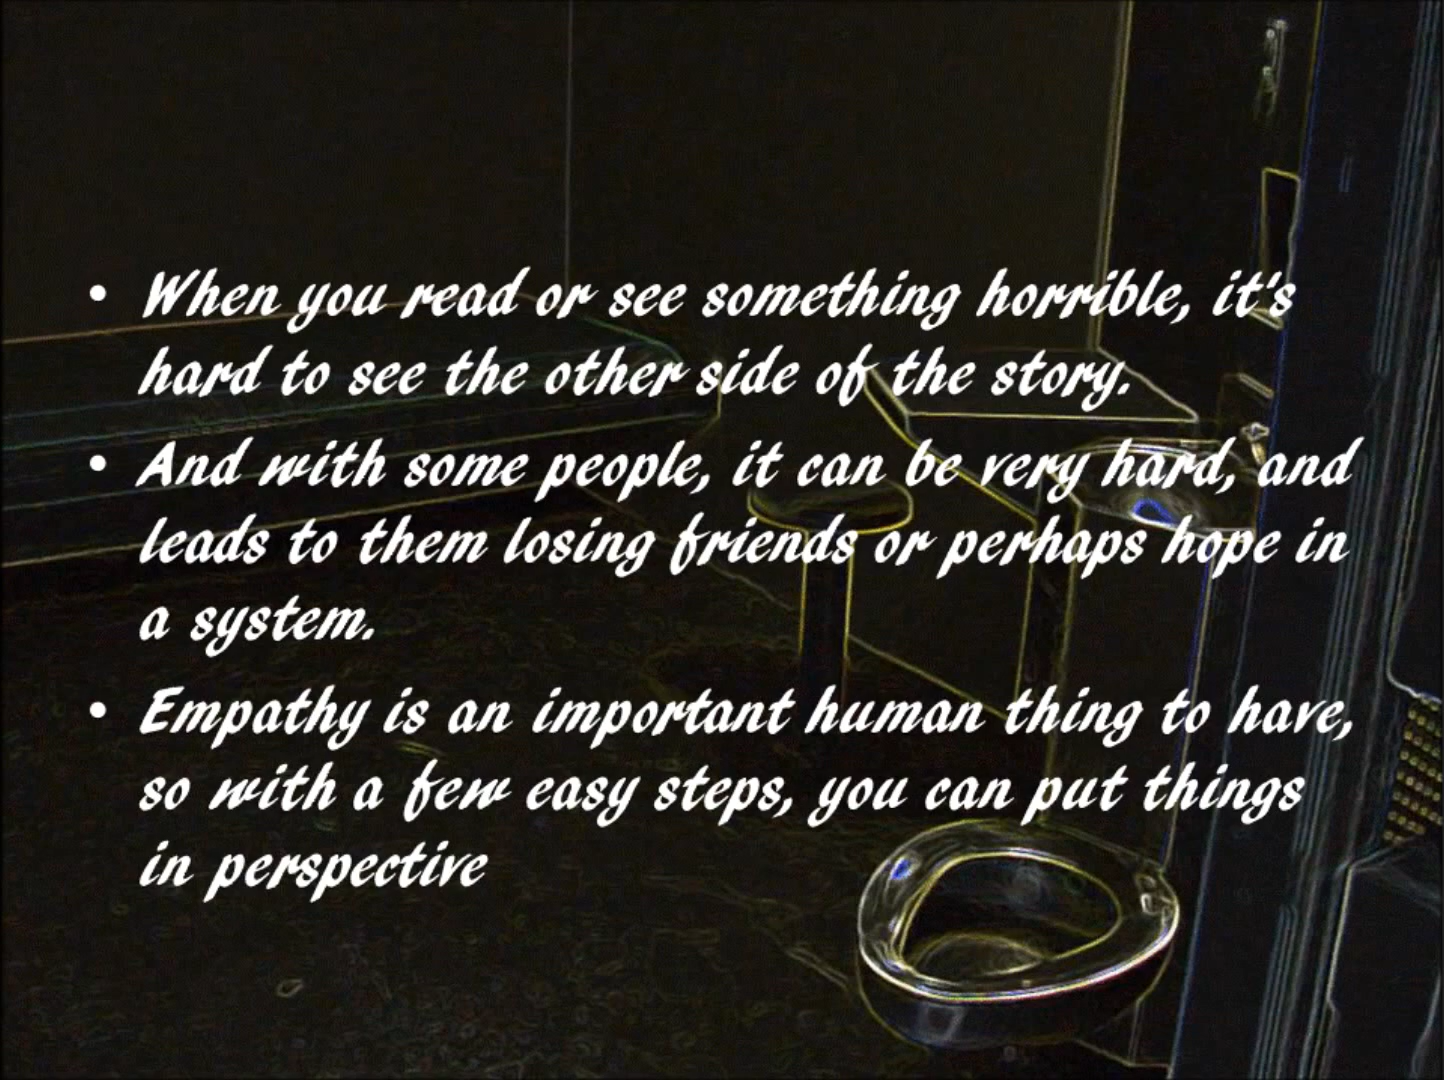 • When you read or see something horrible, it's
hard to see the other side of the story.
• And with some people, it can be very hard, and
leads to them losing friends or perhaps hope in
a system.
• Empathy is an important human thing to have,
so with a few easy steps, you can put things
in perspective